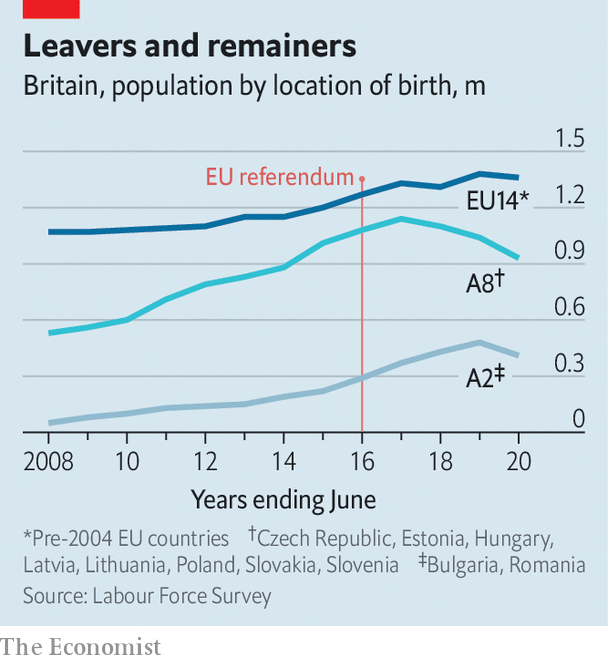 Leavers and remainers
Britain, population by location of birth, m
1.5
EU referendum
EU14*
1.2
0.9
A8†
0.6
0.3
A2‡
0
2008 10 12 14 16 18 20
Years ending June
*Pre-2004 EU countries †Czech Republic, Estonia, Hungary,
Latvia, Lithuania, Poland, Slovakia, Slovenia ‡Bulgaria, Romania
Source: Labour Force Survey
The Economist